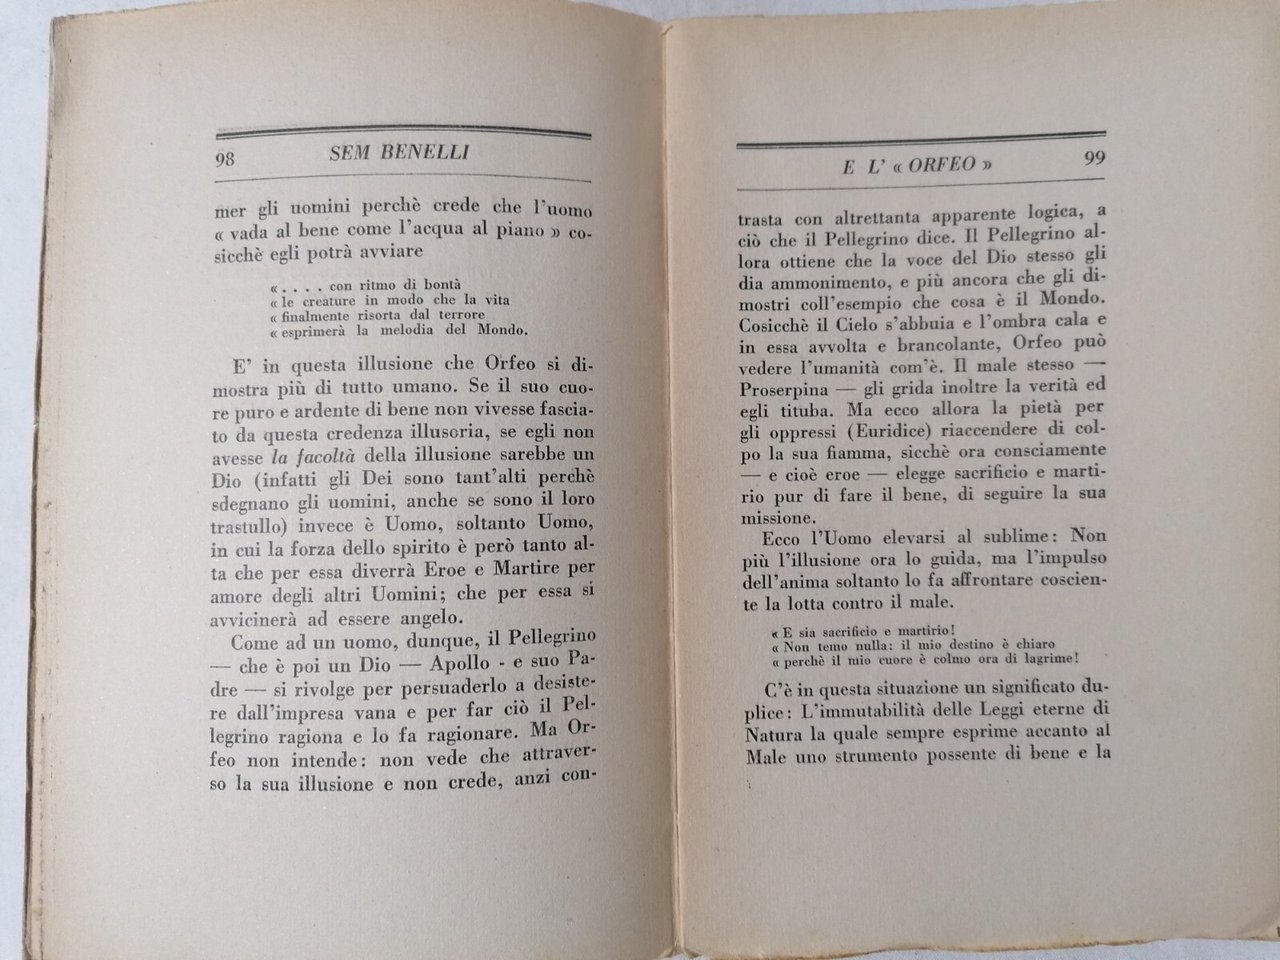 98
SEM BENELLI
mer gli uomini perchè crede che l'uomo
« vada al bene come l'acqua al piano » co-
sicchè egli potrà avviare
« . . . . con ritmo di bontà
« le creature in modo che la vita
« finalmente risorta dal terrore
« esprimerà la melodia del Mondo.
E' in questa illusione che Orfeo si di-
mostra più di tutto umano. Se il suo cuo-
re puro e ardente di bene non vivesse fascia-
to da questa credenza illusoria, se egli non
avesse la facoltà della illusione sarebbe un
Dio (infatti gli Dei sono tant'alti perchè
sdegnano gli uomini, anche se sono il loro
trastullo) invece è Uomo, soltanto Uomo,
in cui la forza dello spirito è però tanto al-
ta che per essa diverrà Eroe e Martire per
amore degli altri Uomini; che per essa si
avvicinerà ad essere angelo.
Come ad un uomo, dunque, il Pellegrino
— che è poi un Dio — Apollo - e suo Pa-
dre — si rivolge per persuaderlo a desiste-
re dall'impresa vana e per far ciò il Pel-
legrino ragiona e lo fa ragionare. Ma Or-
feo non intende: non vede che attraver-
so la sua illusione e non crede, anzi con-
E L' « ORFEO »
99
trasta con altrettanta apparente logica, a
ciò che il Pellegrino dice. Il Pellegrino al-
lora ottiene che la voce del Dio stesso gli
dia ammonimento, e più ancora che gli di-
mostri coll'esempio che cosa è il Mondo.
Cosicchè il Cielo s'abbuia e l'ombra cala e
in essa avvolta e brancolante, Orfeo può
vedere l'umanità com'è. Il male stesso —
Proserpina — gli grida inoltre la verità ed
egli tituba. Ma ecco allora la pietà per
gli oppressi (Euridice) riaccendere di col-
po la sua fiamma, sicchè ora consciamente
— e cioè eroe — elegge sacrificio e marti-
rio pur di fare il bene, di seguire la sua
missione.
Ecco l'Uomo elevarsi al sublime: Non
più l'illusione ora lo guida, ma l'impulso
dell'anima soltanto lo fa affrontare coscien-
te la lotta contro il male.
« E sia sacrificio e martirio!
« Non temo nulla: il mio destino è chiaro
« perchè il mio cuore è colmo ora di lagrime!
C'è in questa situazione un significato du-
plice: L'immutabilità delle Leggi eterne di
Natura la quale sempre esprime accanto al
Male uno strumento possente di bene e la